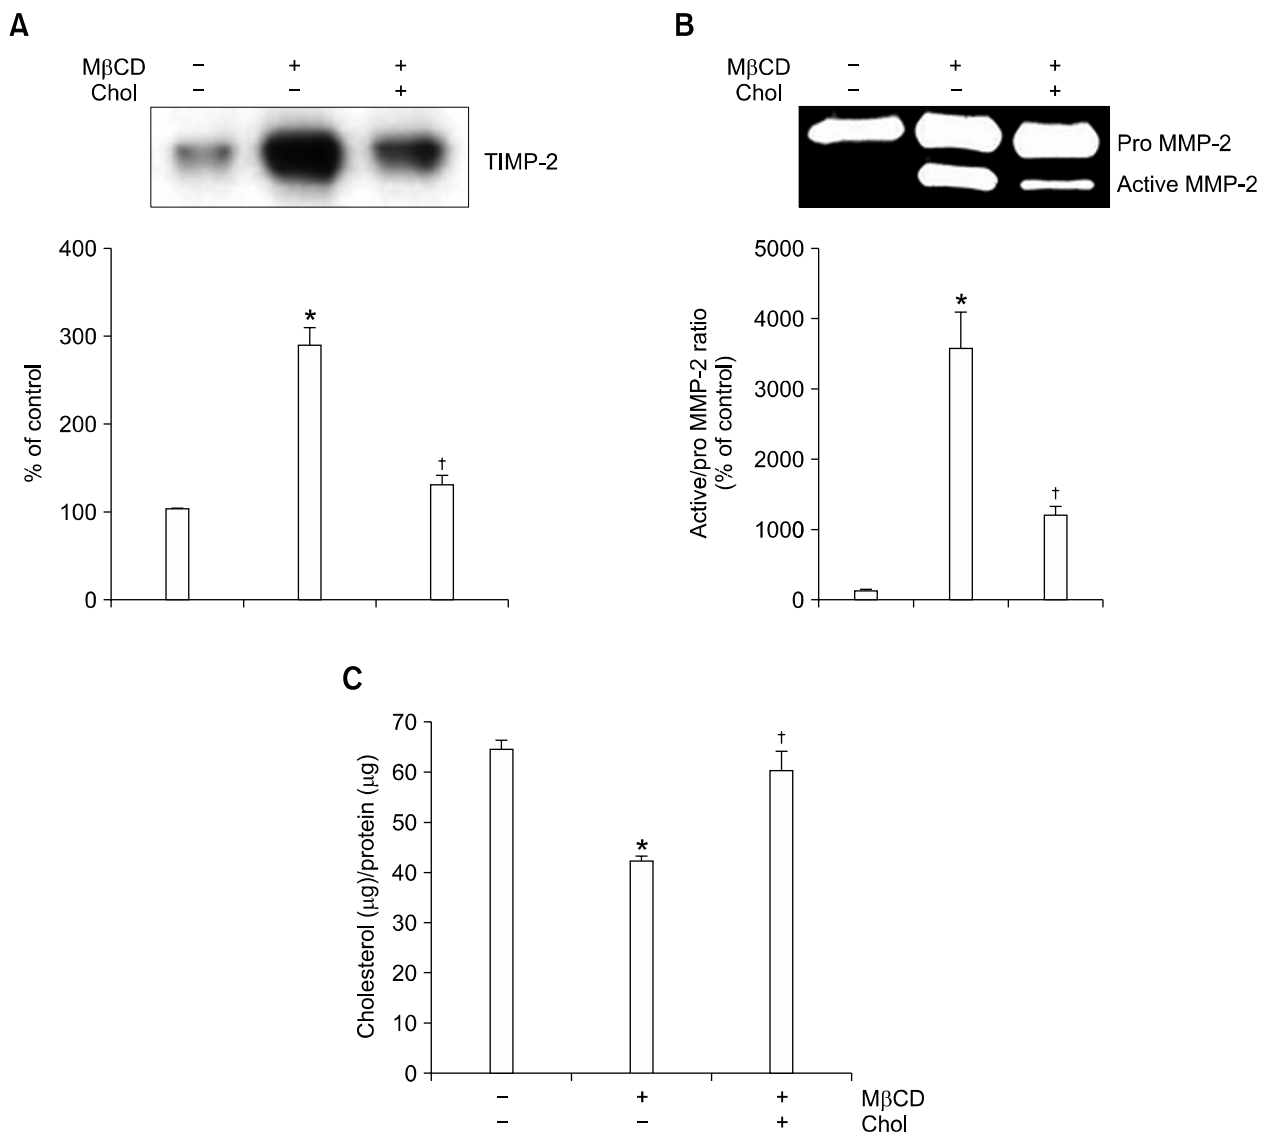 A
MβCD – + +
Chol – – +
TIMP-2
400
300
200
100
0
% of control
*
†
B
MβCD – + +
Chol – – +
Pro MMP-2
Active MMP-2
5000
4000
3000
2000
1000
0
Active/pro MMP-2 ratio
(% of control)
*
†
C
70
60
50
40
30
20
10
0
Cholesterol (μg)/protein (μg)
*
†
– + + MβCD
– – + Chol